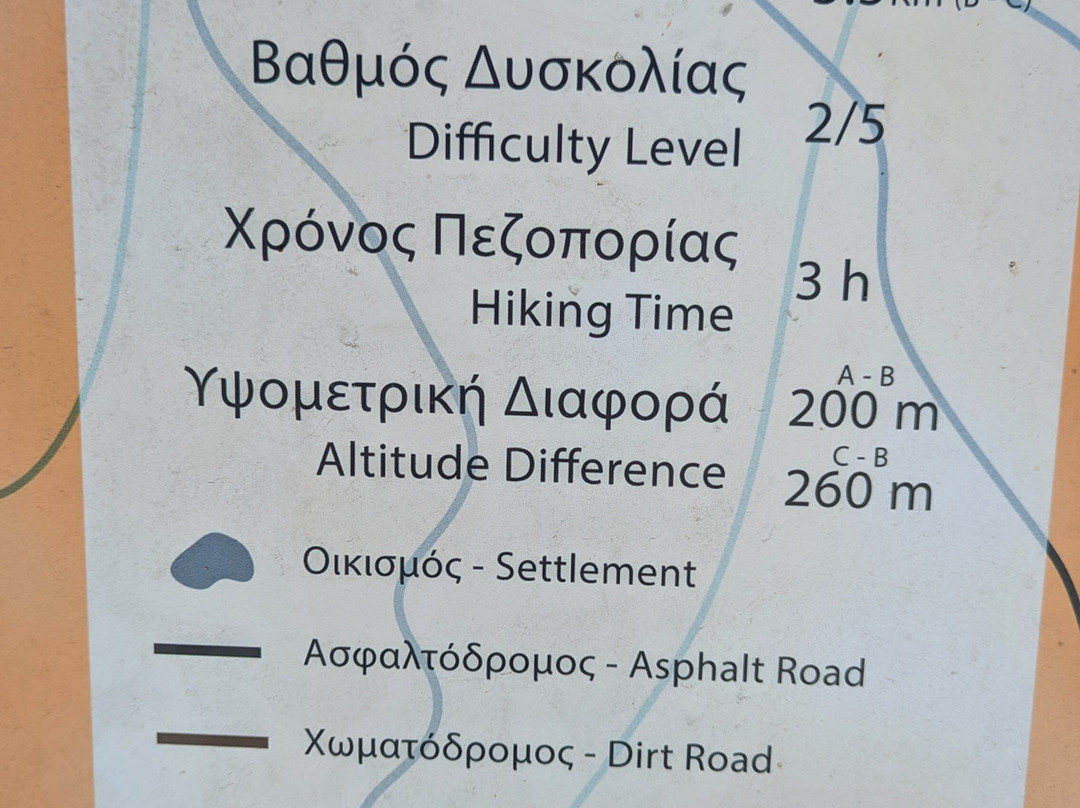 Βαθμός Δυσκολίας
Difficulty Level
2/5
Χρόνος Πεζοπορίας
Hiking Time
3 h
Υψομετρική Διαφορά
Altitude Difference
A - B
200 m
C - B
260 m
Οικισμός - Settlement
Ασφαλτόδρομος - Asphalt Road
Χωματόδρομος - Dirt Road